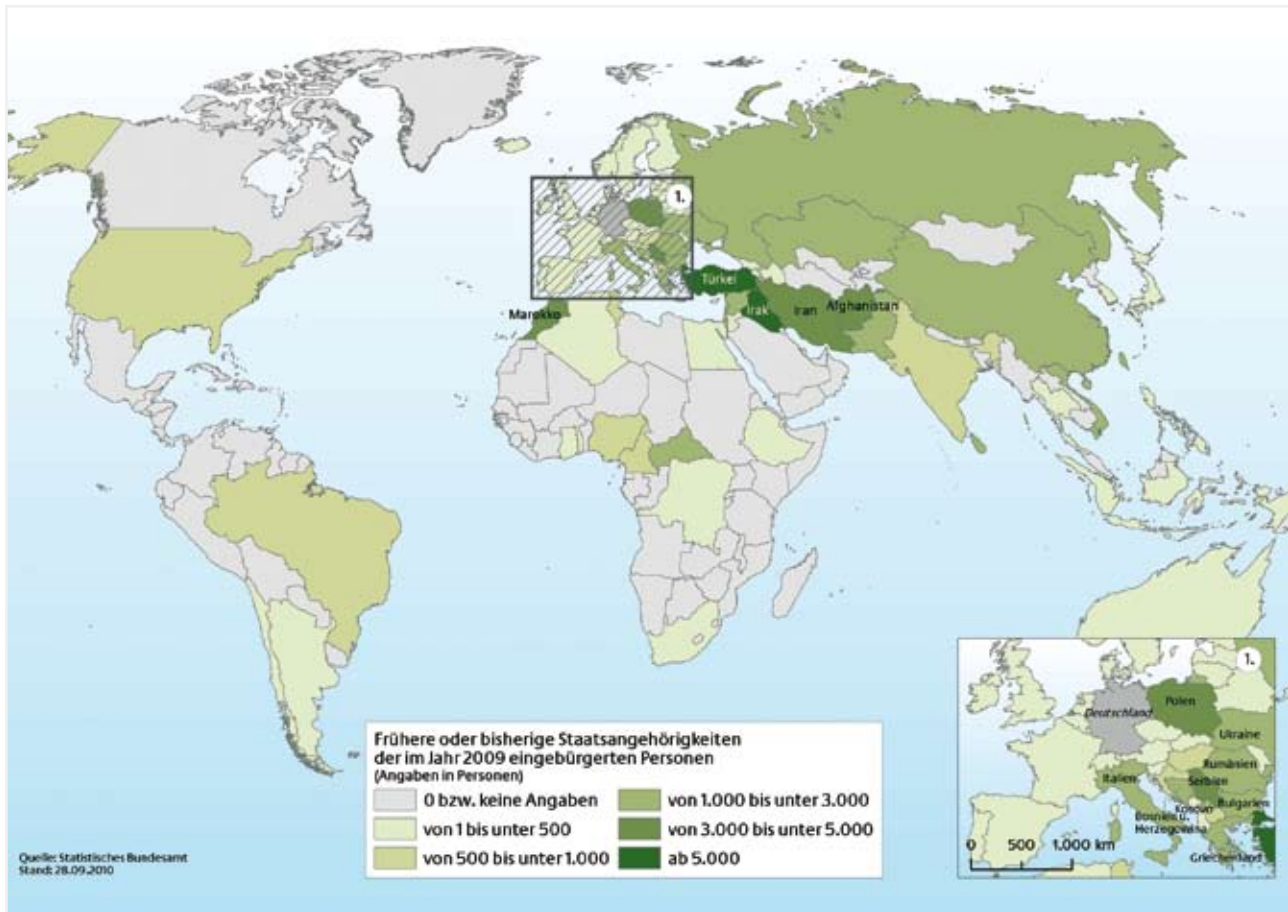 1.
Türkei
Marokko
Irak
Iran
Afghanistan
Frühere oder bisherige Staatsangehörigkeiten
der im Jahr 2009 eingebürgerten Personen
(Angaben in Personen)
0 bzw. keine Angaben
von 1 bis unter 500
von 500 bis unter 1.000
von 1.000 bis unter 3.000
von 3.000 bis unter 5.000
ab 5.000
Quelle: Statistisches Bundesamt
Stand: 28.09.2010
1.
Polen
Deutschland
Ukraine
Rumänien
Italien
Serbien
Kosovo
Bulgarien
Bosnien u.
Herzegowina
Griechenland
0 500 1.000 km